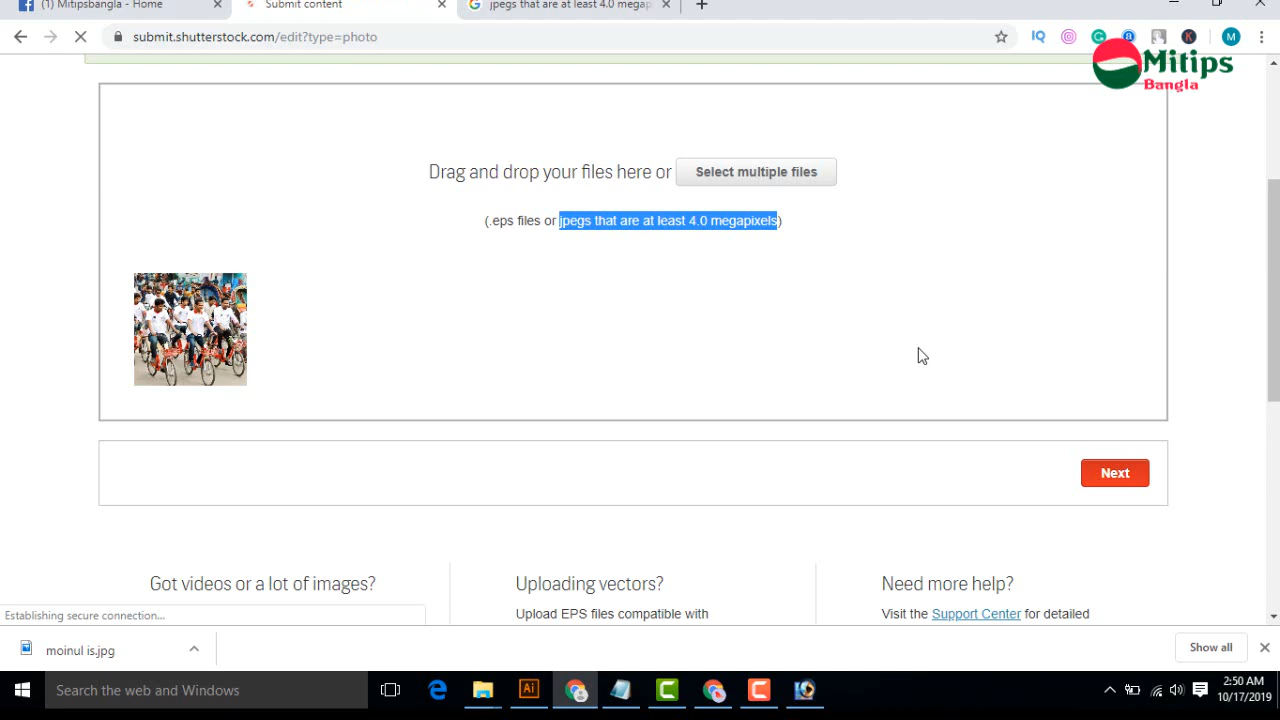 (1) Mitipsbangla - Home
Submit content
jpegs that are at least 4.0 megap
submit.shutterstock.com/edit?type=photo
IQ
M
Mitips
Bangla
Drag and drop your files here or Select multiple files
(.eps files or jpegs that are at least 4.0 megapixels)
Next
Got videos or a lot of images?
Uploading vectors?
Need more help?
Upload EPS files compatible with
Visit the Support Center for detailed
Establishing secure connection...
moinul is.jpg
Show all
Search the web and Windows
Ai
2:50 AM
10/17/2019